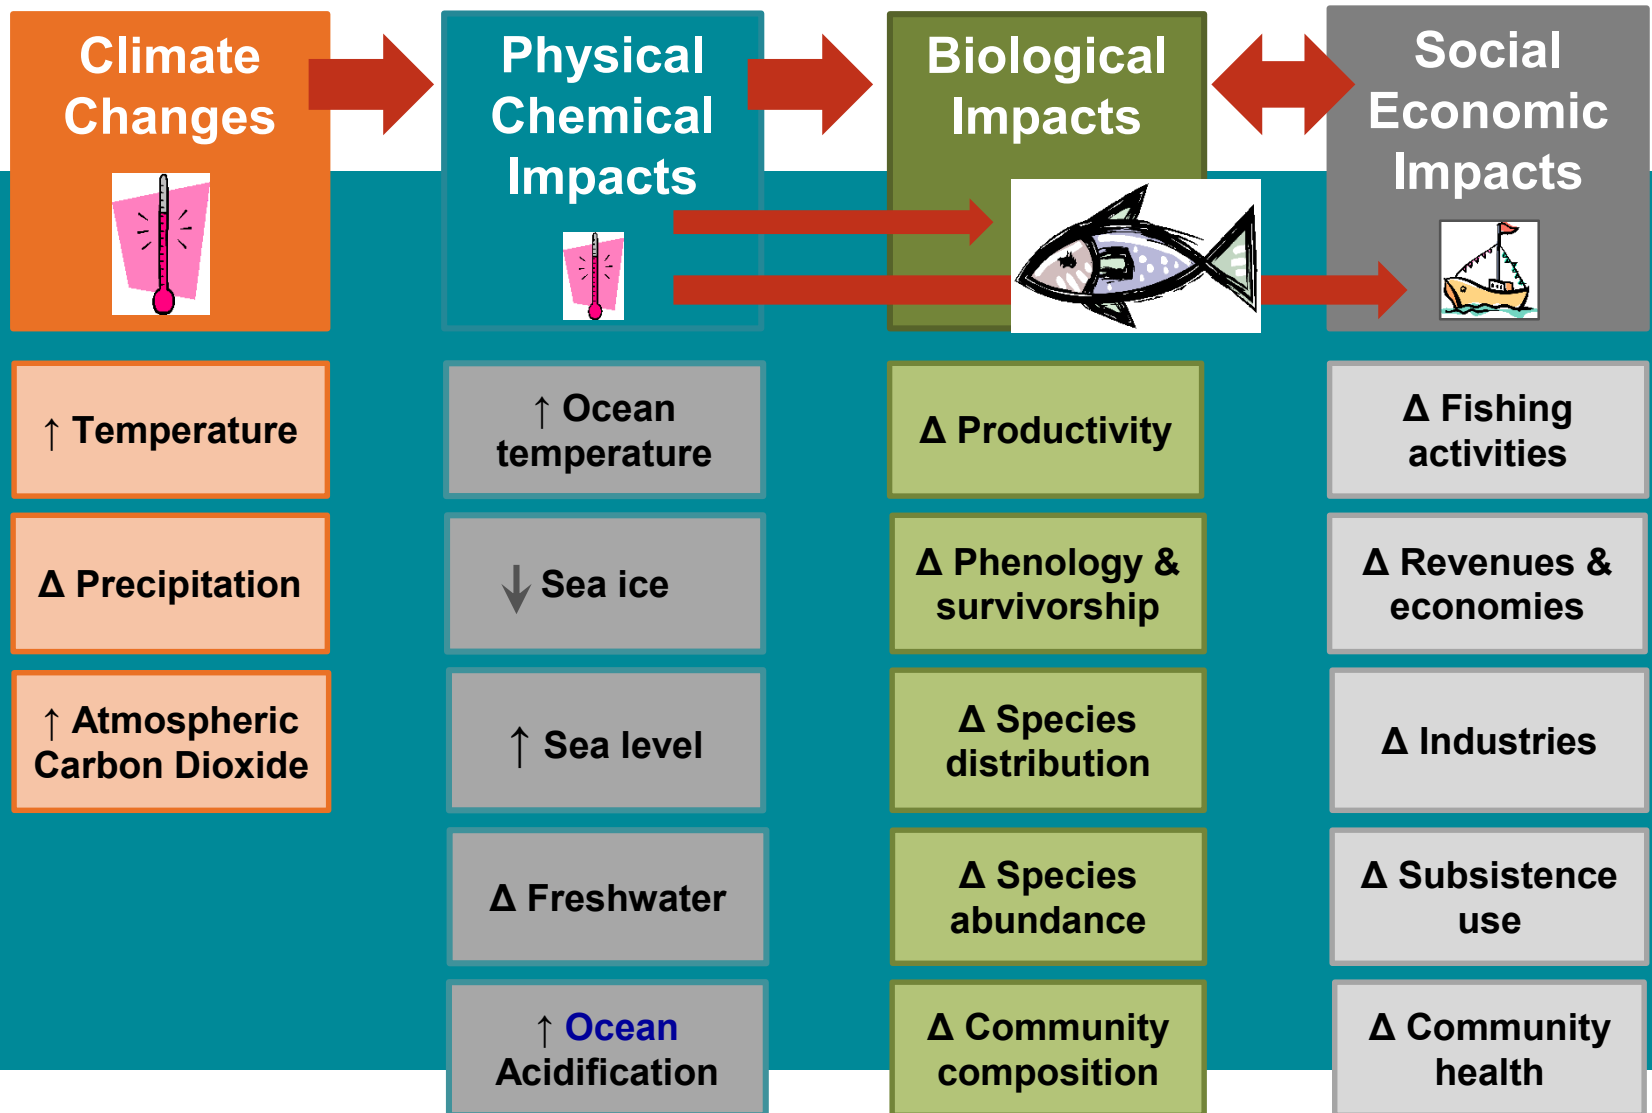 Climate
Changes
Physical
Chemical
Impacts
Biological
Impacts
Social
Economic
Impacts
↑ Temperature
Δ Precipitation
↑ Atmospheric
Carbon Dioxide
↑ Ocean
temperature
↓ Sea ice
↑ Sea level
Δ Freshwater
↑ Ocean
Acidification
Δ Productivity
Δ Phenology &
survivorship
Δ Species
distribution
Δ Species
abundance
Δ Community
composition
Δ Fishing
activities
Δ Revenues &
economies
Δ Industries
Δ Subsistence
use
Δ Community
health